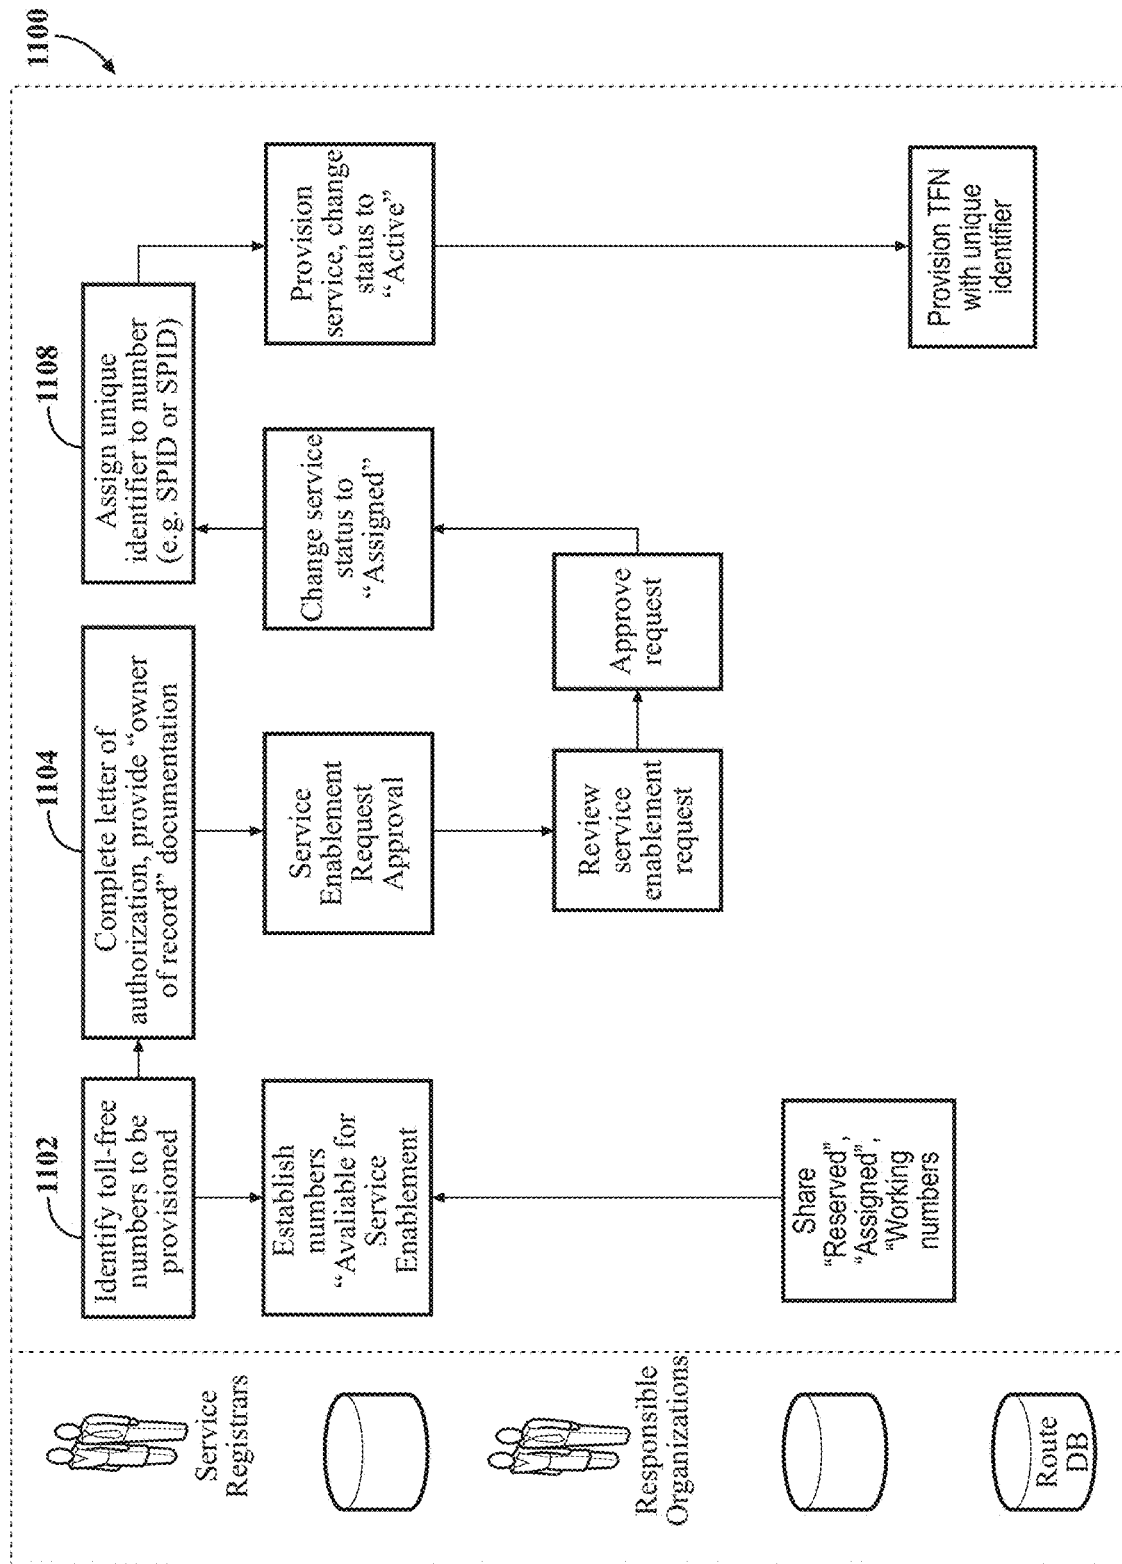 1100
1102
Identify toll-free
numbers to be
provisioned
1104
Complete letter of
authorization, provide “owner
of record” documentation
1108
Assign unique
identifier to number
(e.g. SPID or SPID)
Service
Registrars
Establish
numbers
“Avaliable for
Service
Enablement
Service
Enablement
Request
Approval
Change service
status to
“Assigned”
Provision
service, change
status to
“Active”
Responsible
Organizations
Review
service
enablement
request
Approve
request
Share
“Reserved”,
“Assigned”,
“Working
numbers
Route
DB
Provision TFN
with unique
identifier